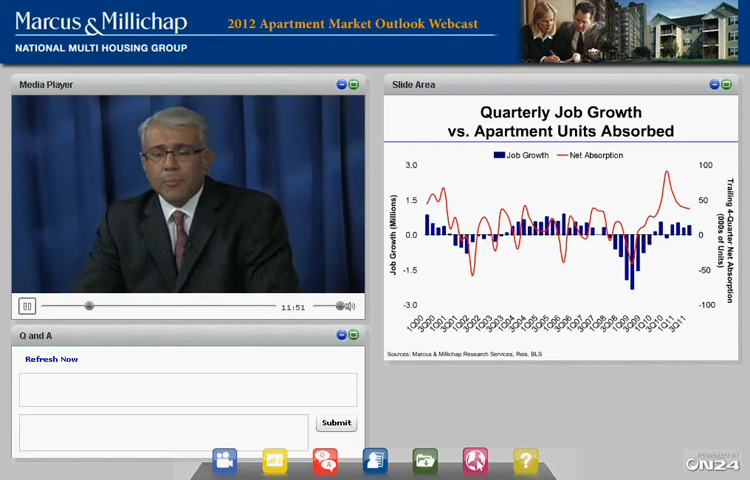 Marcus & Millichap
NATIONAL MULTI HOUSING GROUP
2012 Apartment Market Outlook Webcast
Media Player
11:51
Q and A
Refresh Now
Submit
Slide Area
Quarterly Job Growth
vs. Apartment Units Absorbed
Job Growth
Net Absorption
Job Growth (Millions)
3.0
1.5
0.0
-1.5
-3.0
100
50
0
-50
-100
Trailing 4-Quarter Net Absorption
(000s of Units)
1Q00
3Q00
1Q01
3Q01
1Q02
3Q02
1Q03
3Q03
1Q04
3Q04
1Q05
3Q05
1Q06
3Q06
1Q07
3Q07
1Q08
3Q08
1Q09
3Q09
1Q10
3Q10
1Q11
3Q11
Sources: Marcus & Millichap Research Services, Reis, BLS
Q
A
?
POWERED BY
ON24